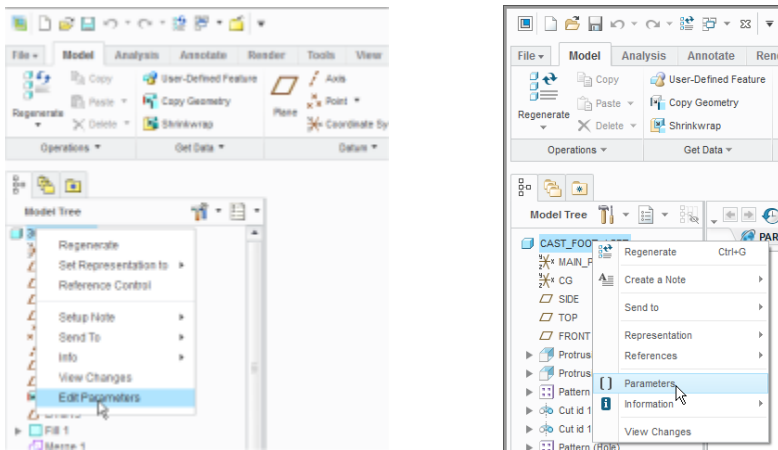 File Model Analysis Annotate Render Tools View
Regenerate
Copy
Paste
Delete
User-Defined Feature
Copy Geometry
Shrinkwrap
Plane
Axis
Point
Coordinate Sy
Operations Get Data Datum
Model Tree
Regenerate
Set Representation to
Reference Control
Setup Note
Send To
Info
View Changes
Edit Parameters
Fill 1
Merge 1
File Model Analysis Annotate Ren
Regenerate
Copy
Paste
Delete
User-Defined Feature
Copy Geometry
Shrinkwrap
Operations Get Data
Model Tree
PAR
CAST_FOOT
MAIN_P
CG
SIDE
TOP
FRONT
Protrus
Protrus
Pattern
Cut id 1
Cut id 1
Pattern (Hole)
Regenerate Ctrl+G
Create a Note
Send to
Representation
References
Parameters
Information
View Changes